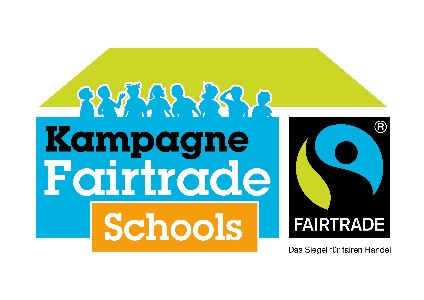 Kampagne
Fairtrade
Schools
®
FAIRTRADE
Das Siegel für fairen Handel